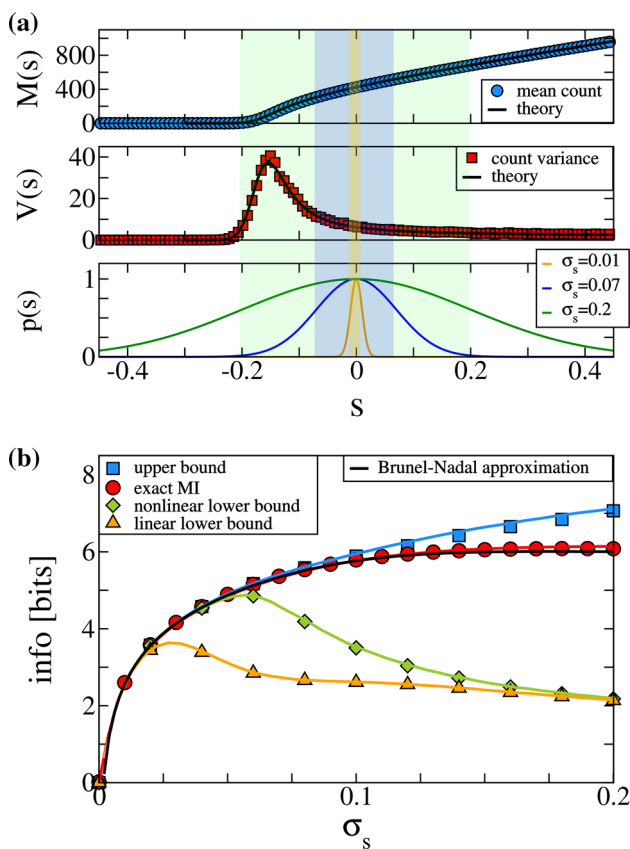 (a)
M(s)
800
400
0
mean count
theory
V(s)
40
20
0
count variance
theory
p(s)
1
0
σs=0.01
σs=0.07
σs=0.2
-0.4 -0.2 0 0.2 0.4
s
(b)
info [bits]
8
6
4
2
0
upper bound
exact MI
nonlinear lower bound
linear lower bound
Brunel-Nadal approximation
0 0.1 0.2
σs